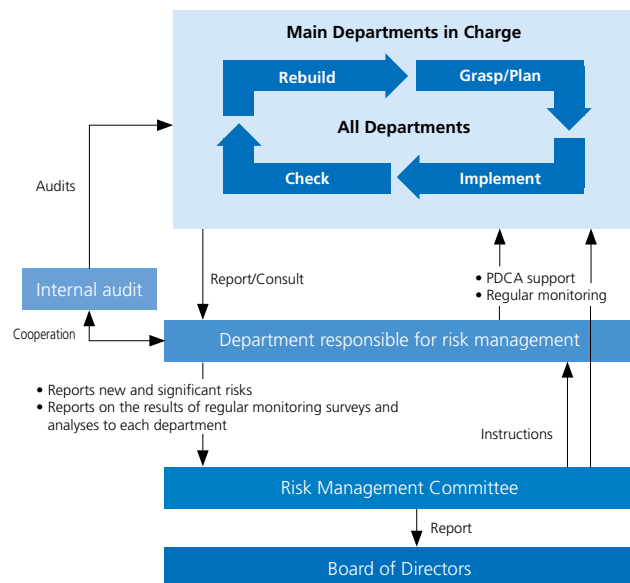 Main Departments in Charge
Rebuild
Grasp/Plan
All Departments
Check
Implement
Audits
Internal audit
Report/Consult
• PDCA support
• Regular monitoring
Cooperation
Department responsible for risk management
• Reports new and significant risks
• Reports on the results of regular monitoring surveys and
analyses to each department
Instructions
Risk Management Committee
Report
Board of Directors